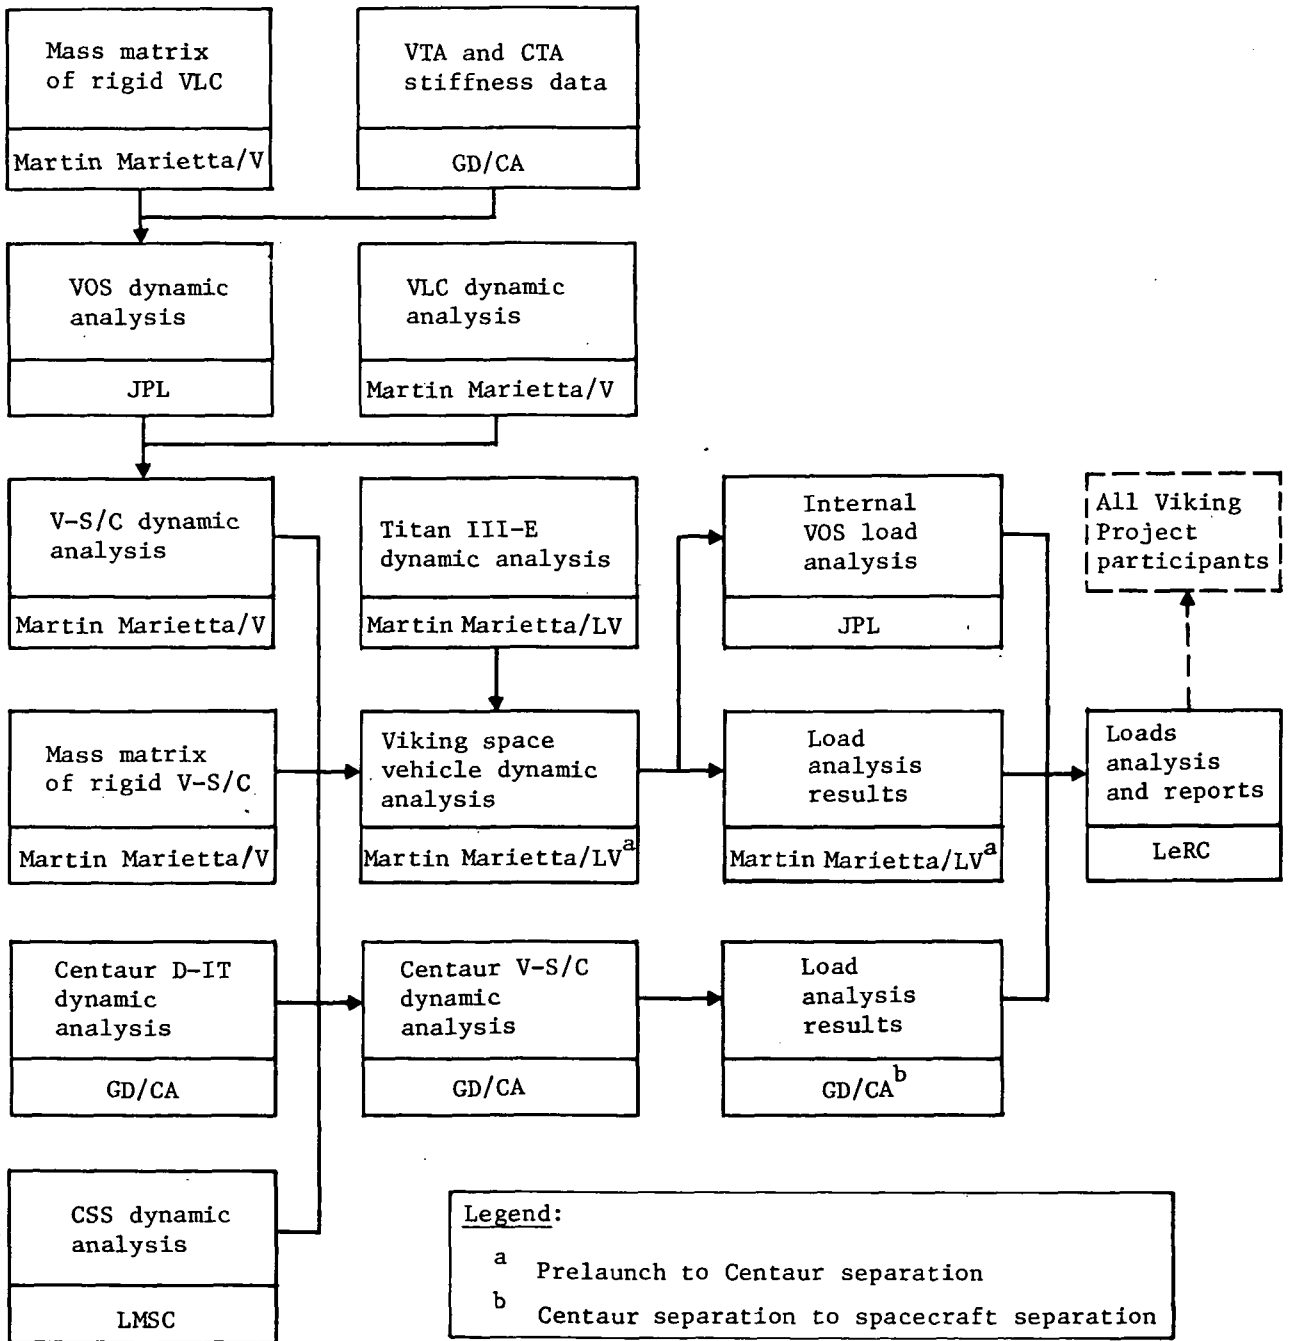 Mass matrix
of rigid VLC
Martin Marietta/V
VTA and CTA
stiffness data
GD/CA
VOS dynamic
analysis
JPL
VLC dynamic
analysis
Martin Marietta/V
V-S/C dynamic
analysis
Martin Marietta/V
Titan III-E
dynamic analysis
Martin Marietta/LV
Internal
VOS load
analysis
JPL
All Viking
Project
participants
Mass matrix
of rigid V-S/C
Martin Marietta/V
Viking space
vehicle dynamic
analysis
Martin Marietta/LV^a
Load
analysis
results
Martin Marietta/LV^a
Loads
analysis
and reports
LeRC
Centaur D-IT
dynamic
analysis
GD/CA
Centaur V-S/C
dynamic
analysis
GD/CA
Load
analysis
results
GD/CA^b
CSS dynamic
analysis
LMSC
Legend:
a Prelaunch to Centaur separation
b Centaur separation to spacecraft separation